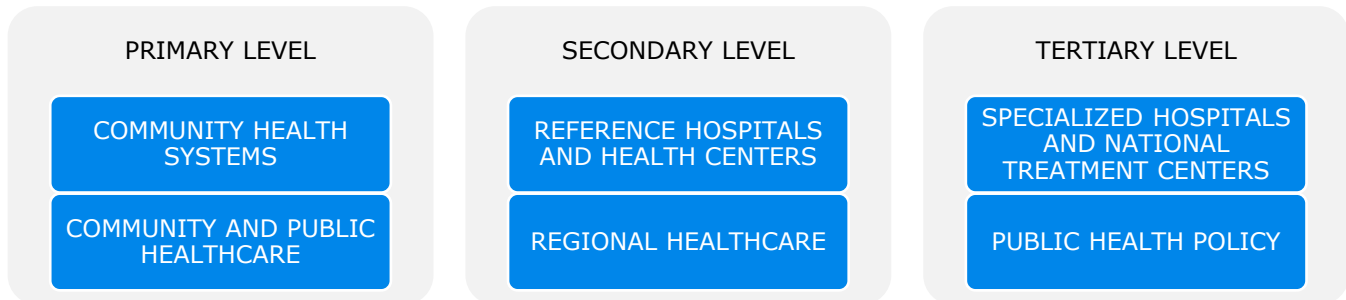 PRIMARY LEVEL
COMMUNITY HEALTH
SYSTEMS
COMMUNITY AND PUBLIC
HEALTHCARE
SECONDARY LEVEL
REFERENCE HOSPITALS
AND HEALTH CENTERS
REGIONAL HEALTHCARE
TERTIARY LEVEL
SPECIALIZED HOSPITALS
AND NATIONAL
TREATMENT CENTERS
PUBLIC HEALTH POLICY